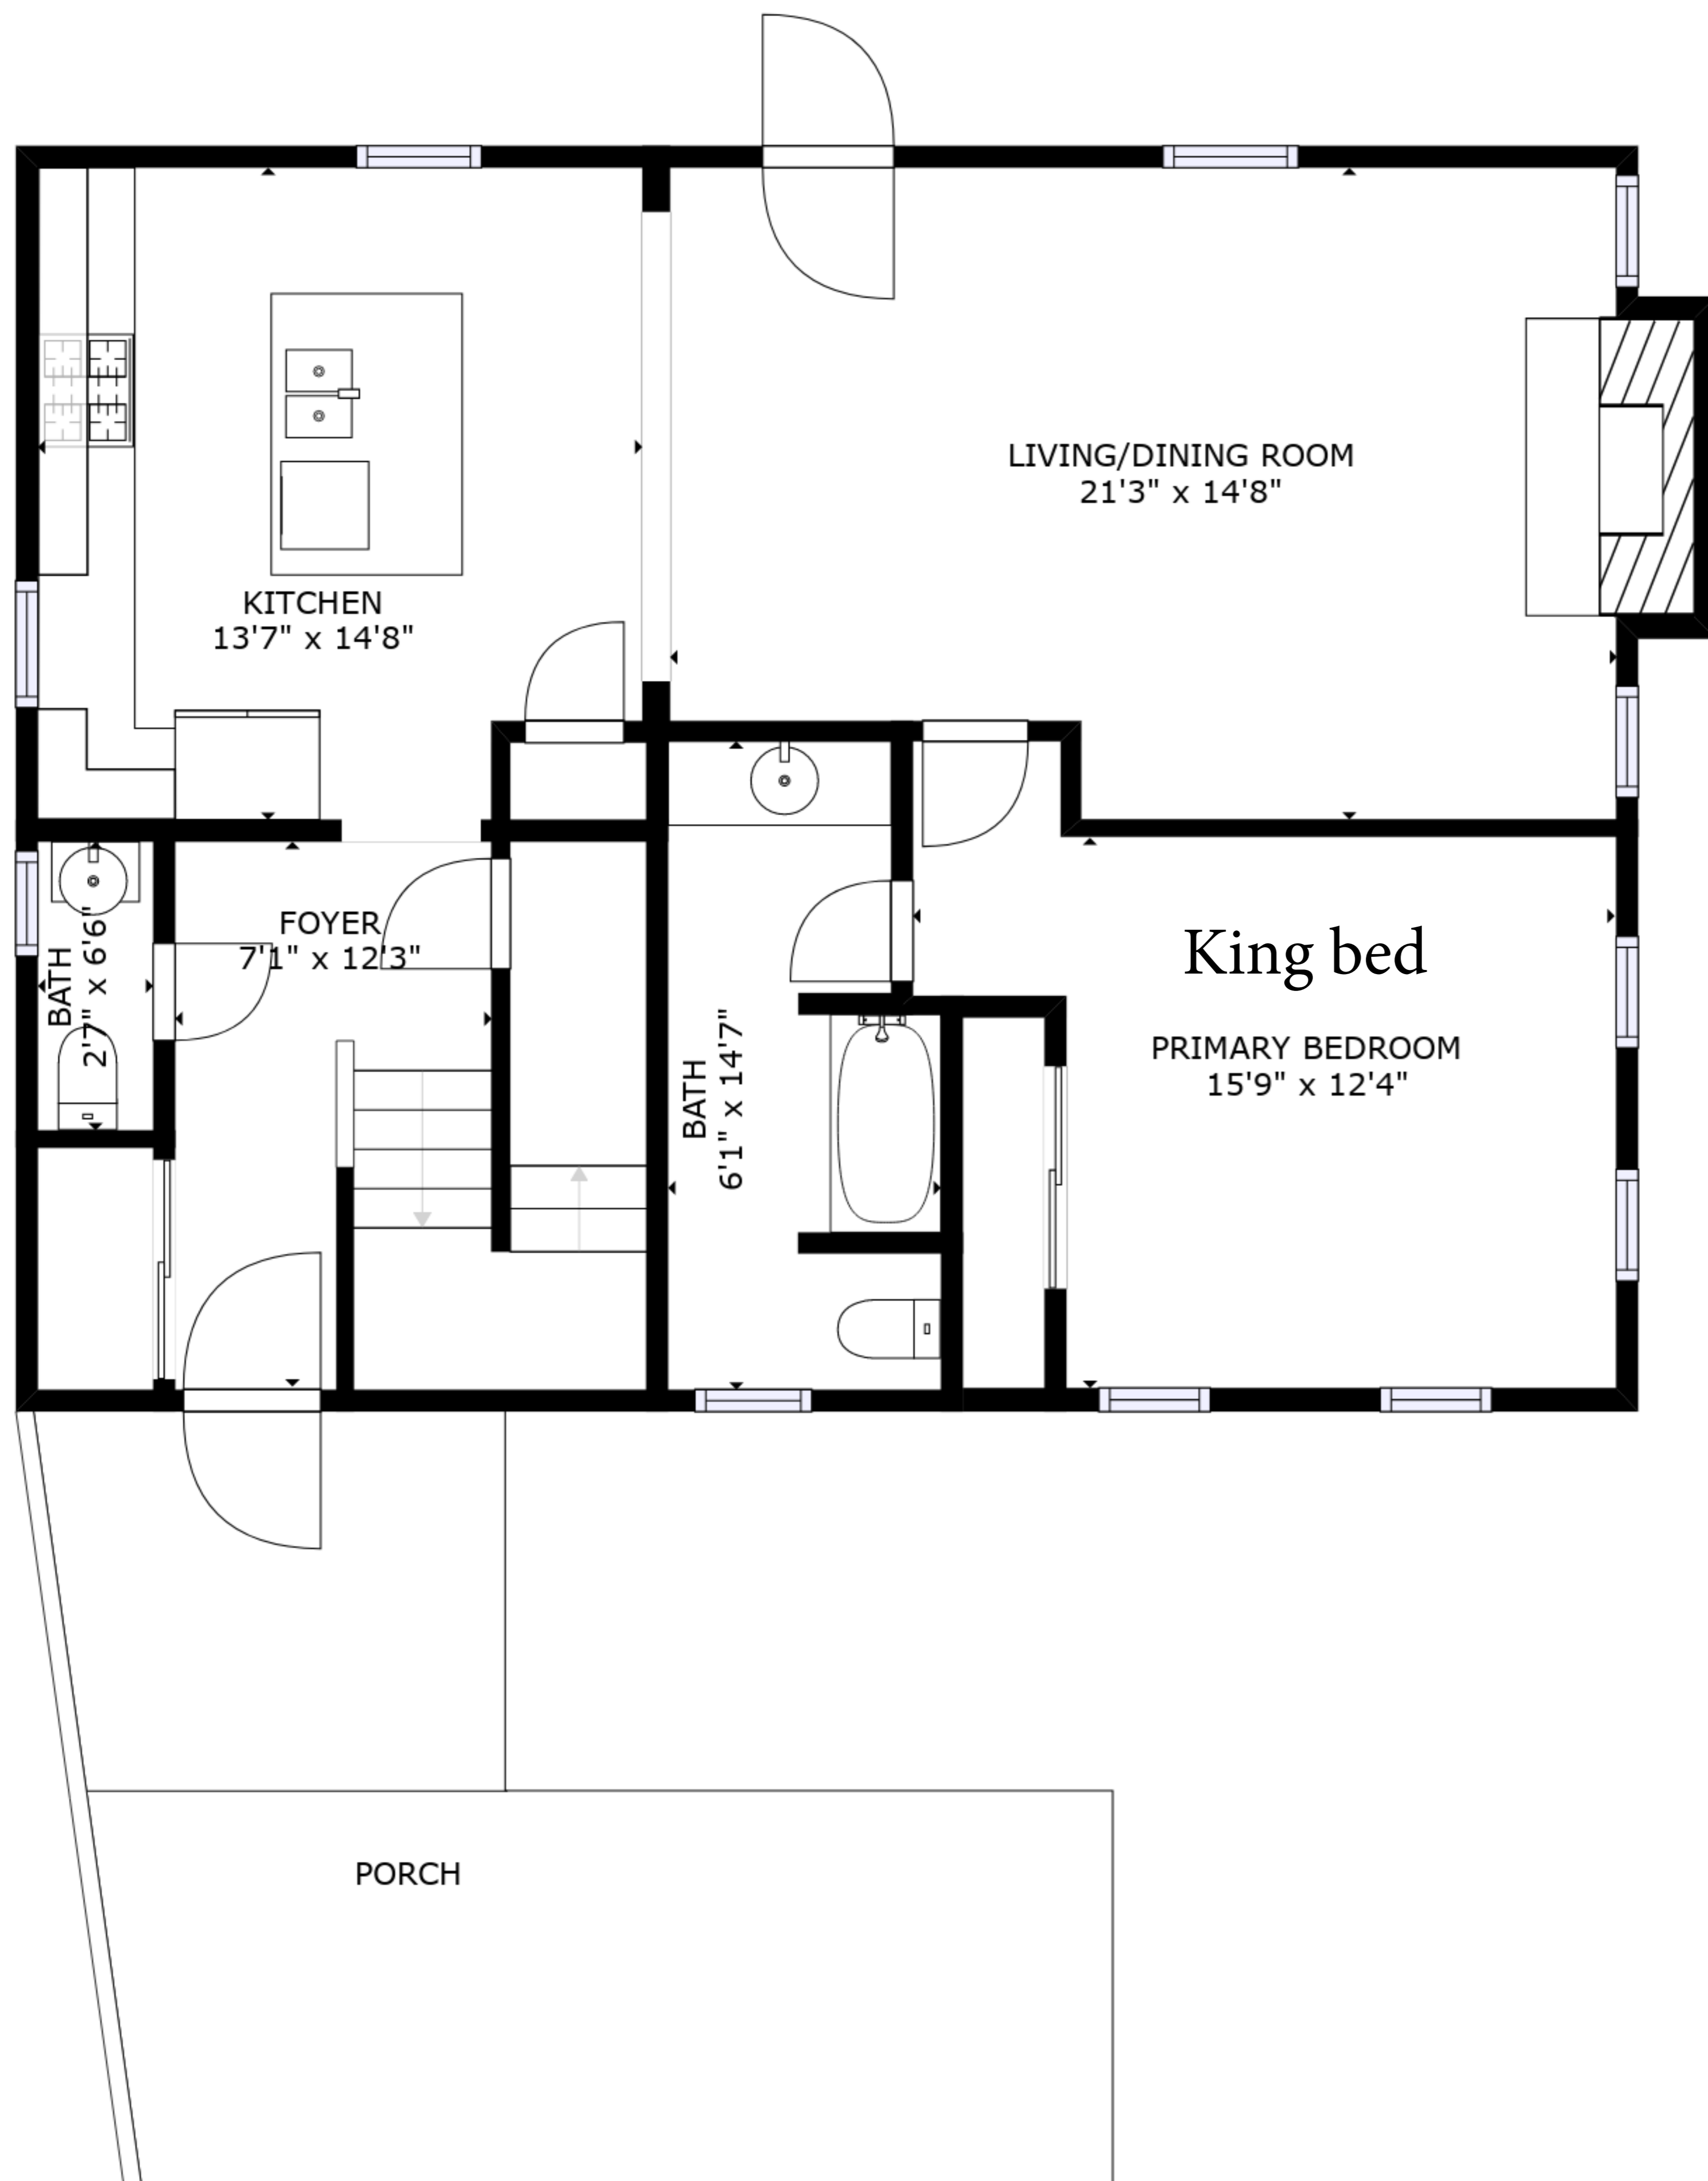 LIVING/DINING ROOM
21'3" x 14'8"
KITCHEN
13'7" x 14'8"
FOYER
7'1" x 12'3"
BATH
2'7" x 6'6"
King bed
PRIMARY BEDROOM
15'9" x 12'4"
BATH
6'1" x 14'7"
PORCH